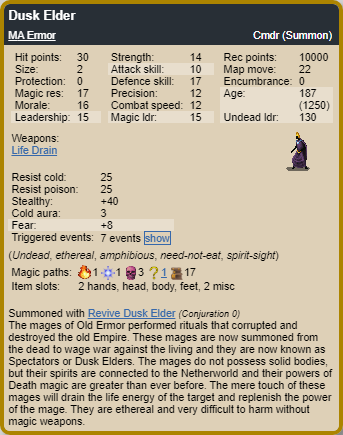 Dusk Elder
MA Ermor Cmdr (Summon)
Hit points: 30 Strength: 14 Rec points: 10000
Size: 2 Attack skill: 10 Map move: 22
Protection: 0 Defence skill: 17 Encumbrance: 0
Magic res: 17 Precision: 12 Age: 187
Morale: 16 Combat speed: 12 (1250)
Leadership: 15 Magic ldr: 15 Undead ldr: 130
Weapons:
Life Drain
Resist cold: 25
Resist poison: 25
Stealthy: +40
Cold aura: 3
Fear: +8
Triggered events: 7 events show
(Undead, ethereal, amphibious, need-not-eat, spirit-sight)
Magic paths: 1 1 3 ? 1 17
Item slots: 2 hands, head, body, feet, 2 misc
Summoned with Revive Dusk Elder (Conjuration 0)
The mages of Old Ermor performed rituals that corrupted and
destroyed the old Empire. These mages are now summoned from
the dead to wage war against the living and they are now known as
Spectators or Dusk Elders. The mages do not possess solid bodies,
but their spirits are connected to the Netherworld and their powers of
Death magic are greater than ever before. The mere touch of these
mages will drain the life energy of the target and replenish the power
of the mage. They are ethereal and very difficult to harm without
magic weapons.